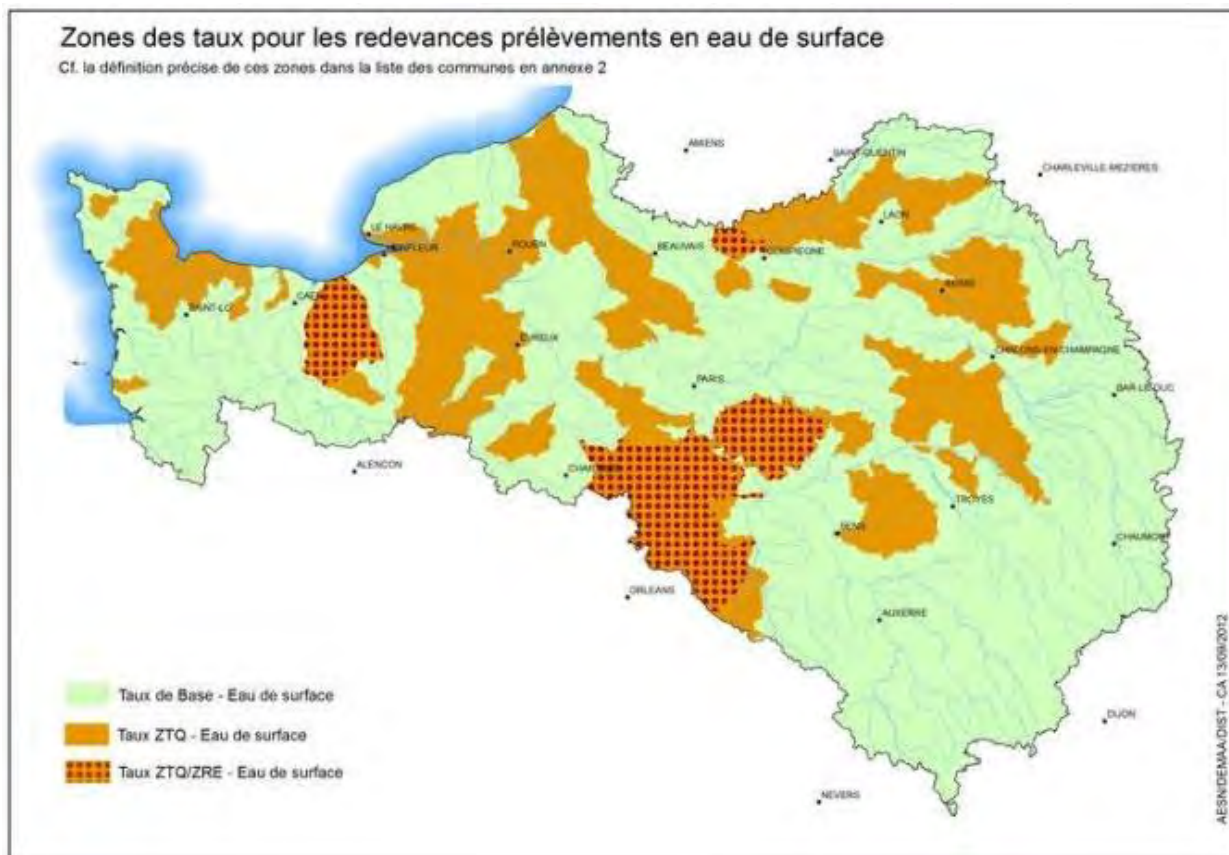 Zones des taux pour les redevances prélèvements en eau de surface
Cf. la définition précise de ces zones dans la liste des communes en annexe 2
AMIENS
SAINT-QUENTIN
CHARLEVILLE-MEZIERES
LE HAVRE
HONFLEUR
ROUEN
BEAUVAIS
COMPIEGNE
LAON
REIMS
SAINT-LO
CAEN
EVREUX
CHALONS-EN-CHAMPAGNE
PARIS
BAR-LE-DUC
ALENCON
CHARTRES
TROYES
SENS
CHAUMONT
ORLEANS
AUXERRE
DIJON
NEVERS
Taux de Base - Eau de surface
Taux ZTQ - Eau de surface
Taux ZTQ/ZRE - Eau de surface
AESN/DEMAA/DIST - CA 13/09/2012